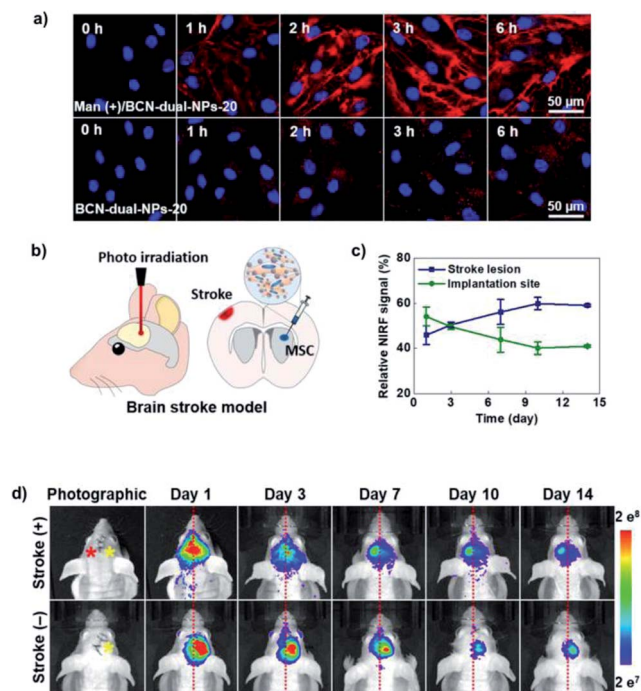 a)
0 h 1 h 2 h 3 h 6 h
Man (+)/BCN-dual-NPs-20 50 μm
0 h 1 h 2 h 3 h 6 h
BCN-dual-NPs-20 50 μm
b)
Photo irradiation
Stroke
MSC
Brain stroke model
c)
Relative NIRF signal (%)
80
60
40
20
Stroke lesion
Implantation site
0 3 6 9 12 15
Time (day)
d) Photographic Day 1 Day 3 Day 7 Day 10 Day 14
Stroke (+)
* *
Stroke (–)
*
2 e⁸
2 e⁷